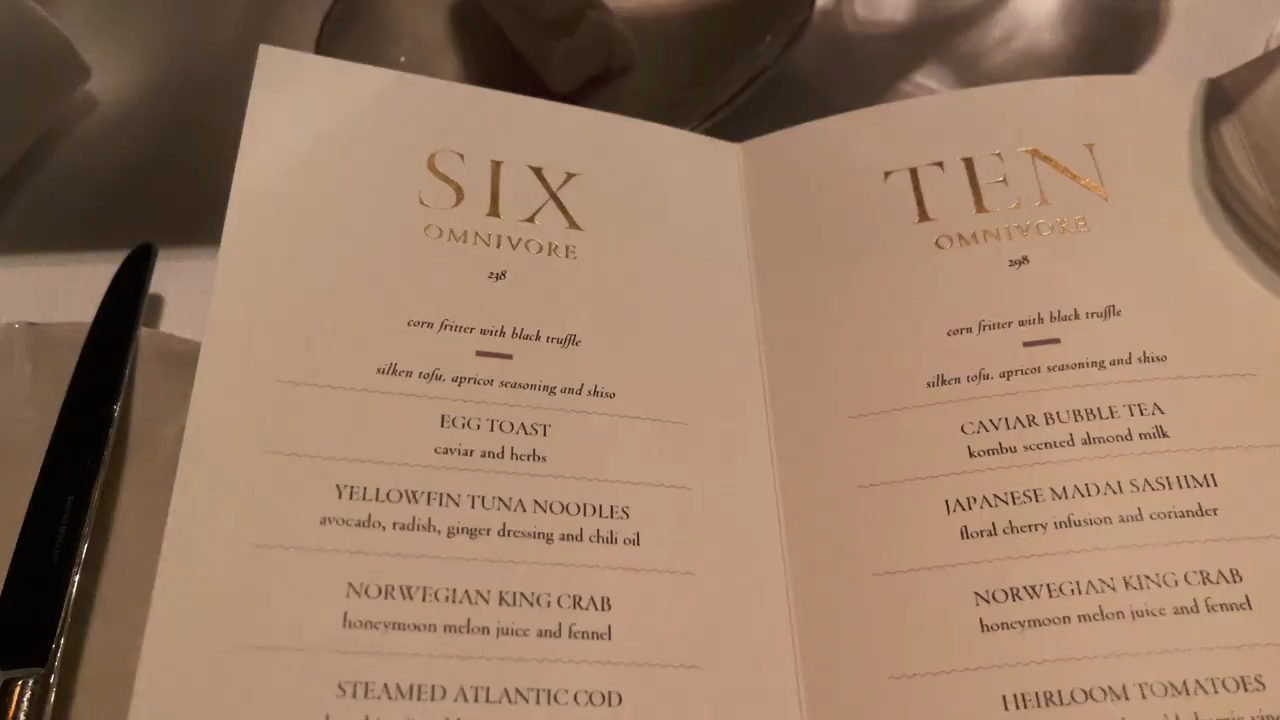 SIX
OMNIVORE
238
corn fritter with black truffle
silken tofu, apricot seasoning and shiso
EGG TOAST
caviar and herbs
YELLOWFIN TUNA NOODLES
avocado, radish, ginger dressing and chili oil
NORWEGIAN KING CRAB
honeymoon melon juice and fennel
STEAMED ATLANTIC COD
TEN
OMNIVORE
298
corn fritter with black truffle
silken tofu, apricot seasoning and shiso
CAVIAR BUBBLE TEA
kombu scented almond milk
JAPANESE MADAI SASHIMI
floral cherry infusion and coriander
NORWEGIAN KING CRAB
honeymoon melon juice and fennel
HEIRLOOM TOMATOES